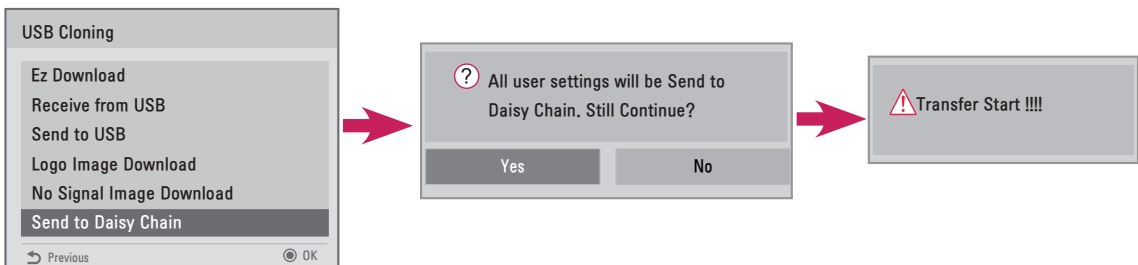 USB Cloning
Ez Download
Receive from USB
Send to USB
Logo Image Download
No Signal Image Download
Send to Daisy Chain
Previous
OK
? All user settings will be Send to
Daisy Chain. Still Continue?
Yes
No
! Transfer Start !!!!